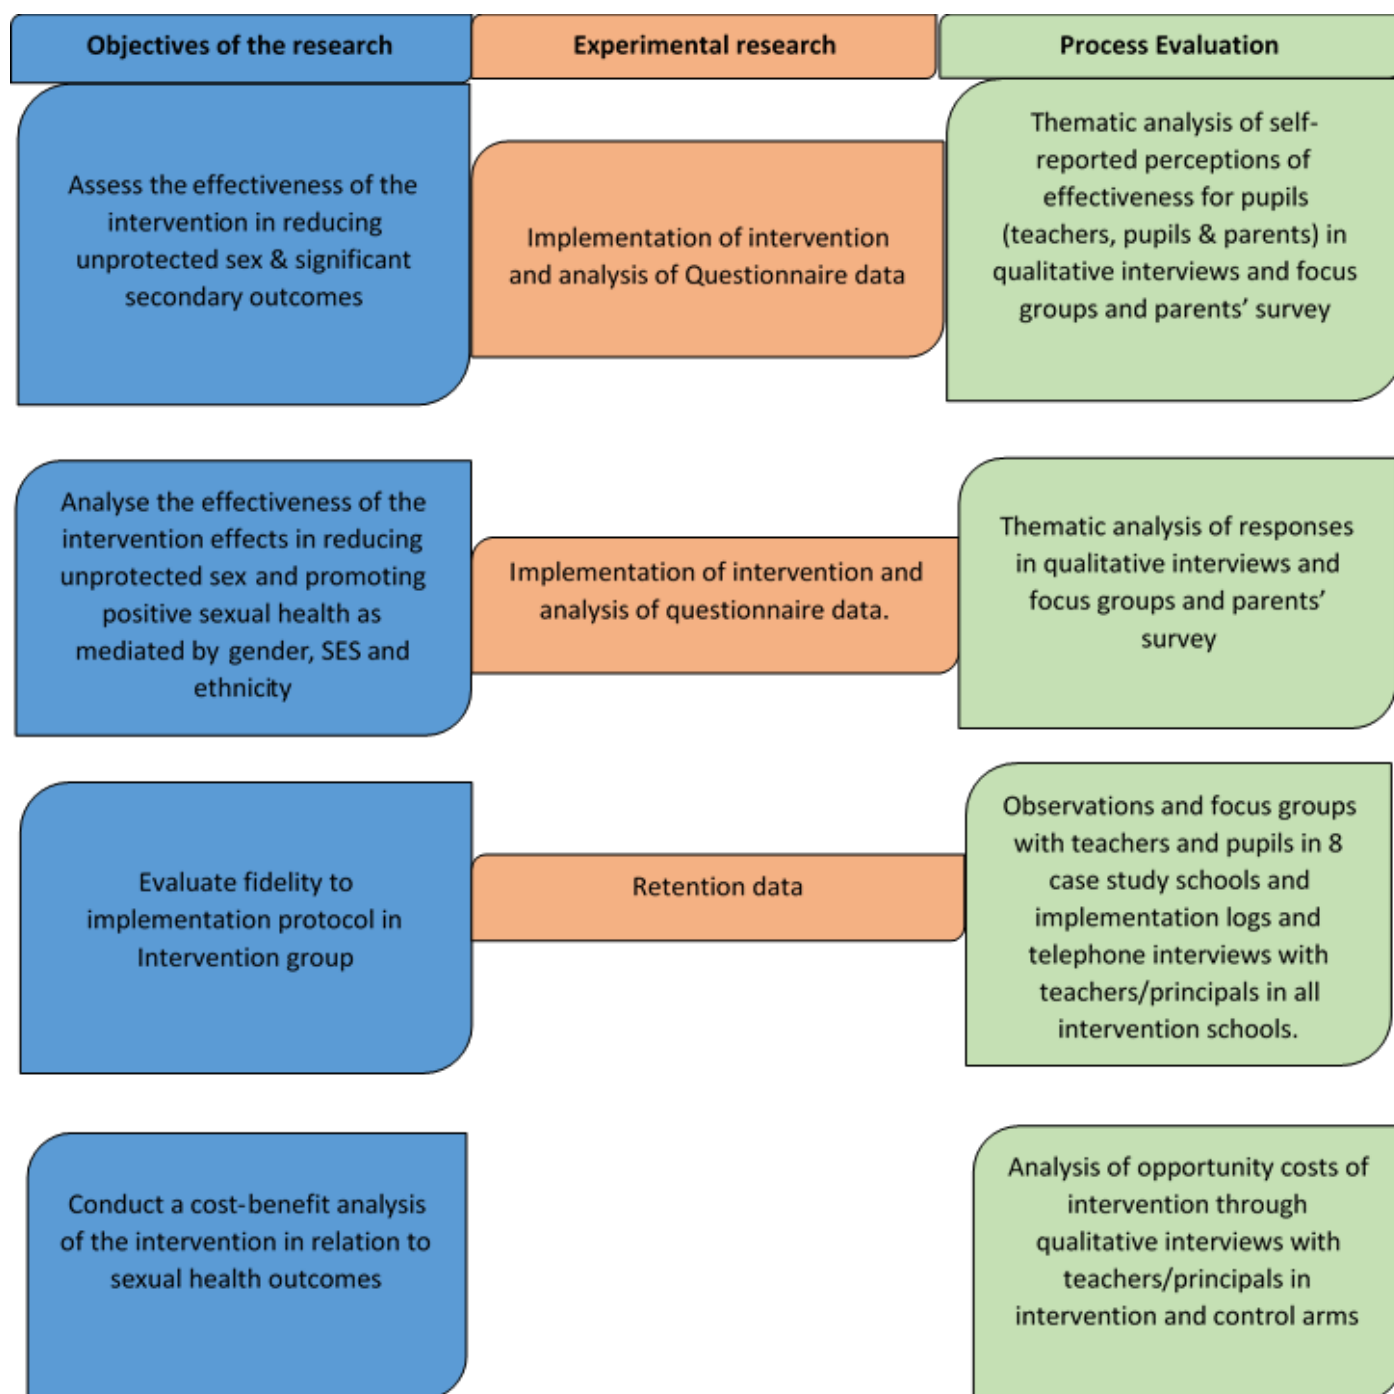 Objectives of the research
Experimental research
Process Evaluation
Assess the effectiveness of the
intervention in reducing
unprotected sex & significant
secondary outcomes
Implementation of intervention
and analysis of Questionnaire data
Thematic analysis of self-
reported perceptions of
effectiveness for pupils
(teachers, pupils & parents) in
qualitative interviews and focus
groups and parents’ survey
Analyse the effectiveness of the
intervention effects in reducing
unprotected sex and promoting
positive sexual health as
mediated by gender, SES and
ethnicity
Implementation of intervention and
analysis of questionnaire data.
Thematic analysis of responses
in qualitative interviews and
focus groups and parents’
survey
Evaluate fidelity to
implementation protocol in
Intervention group
Retention data
Observations and focus groups
with teachers and pupils in 8
case study schools and
implementation logs and
telephone interviews with
teachers/principals in all
intervention schools.
Conduct a cost-benefit analysis
of the intervention in relation to
sexual health outcomes
Analysis of opportunity costs of
intervention through
qualitative interviews with
teachers/principals in
intervention and control arms